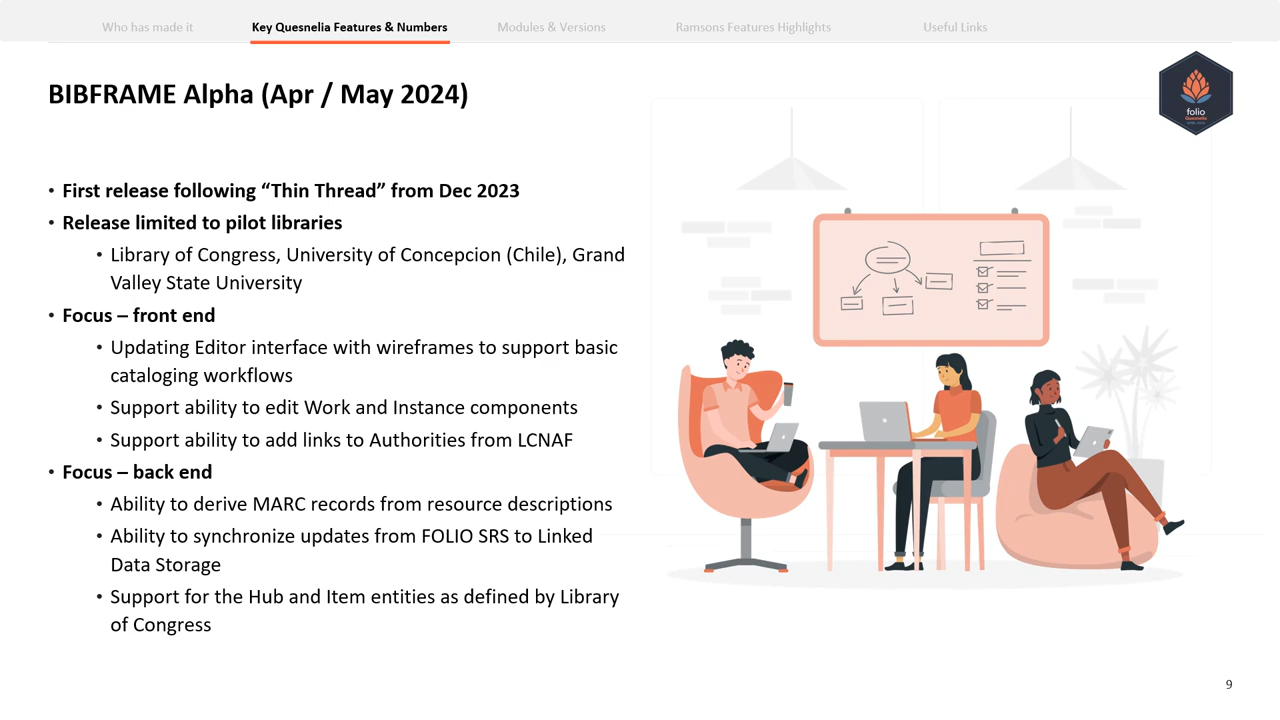 Who has made it
Key Quesnelia Features & Numbers
Modules & Versions
Ramsons Features Highlights
Useful Links
BIBFRAME Alpha (Apr / May 2024)
folio
Quesnelia
• First release following “Thin Thread” from Dec 2023
• Release limited to pilot libraries
• Library of Congress, University of Concepcion (Chile), Grand
Valley State University
• Focus – front end
• Updating Editor interface with wireframes to support basic
cataloging workflows
• Support ability to edit Work and Instance components
• Support ability to add links to Authorities from LCNAF
• Focus – back end
• Ability to derive MARC records from resource descriptions
• Ability to synchronize updates from FOLIO SRS to Linked
Data Storage
• Support for the Hub and Item entities as defined by Library
of Congress
9